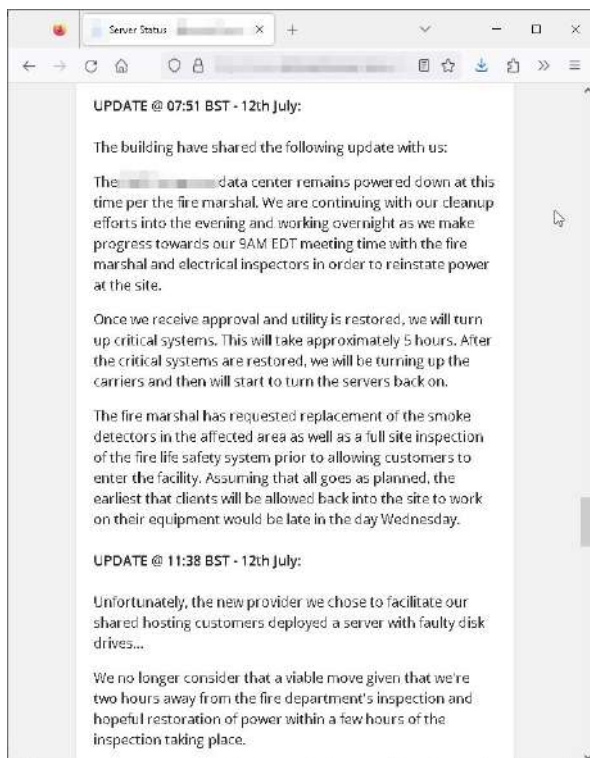 Server Status
UPDATE @ 07:51 BST - 12th July:
The building have shared the following update with us:
The data center remains powered down at this
time per the fire marshal. We are continuing with our cleanup
efforts into the evening and working overnight as we make
progress towards our 9AM EDT meeting time with the fire
marshal and electrical inspectors in order to reinstate power
at the site.
Once we receive approval and utility is restored, we will turn
up critical systems. This will take approximately 5 hours. After
the critical systems are restored, we will be turning up the
carriers and then will start to turn the servers back on.
The fire marshal has requested replacement of the smoke
detectors in the affected area as well as a full site inspection
of the fire life safety system prior to allowing customers to
enter the facility. Assuming that all goes as planned, the
earliest that clients will be allowed back into the site to work
on their equipment would be late in the day Wednesday.
UPDATE @ 11:38 BST - 12th July:
Unfortunately, the new provider we chose to facilitate our
shared hosting customers deployed a server with faulty disk
drives...
We no longer consider that a viable move given that we're
two hours away from the fire department's inspection and
hopeful restoration of power within a few hours of the
inspection taking place.